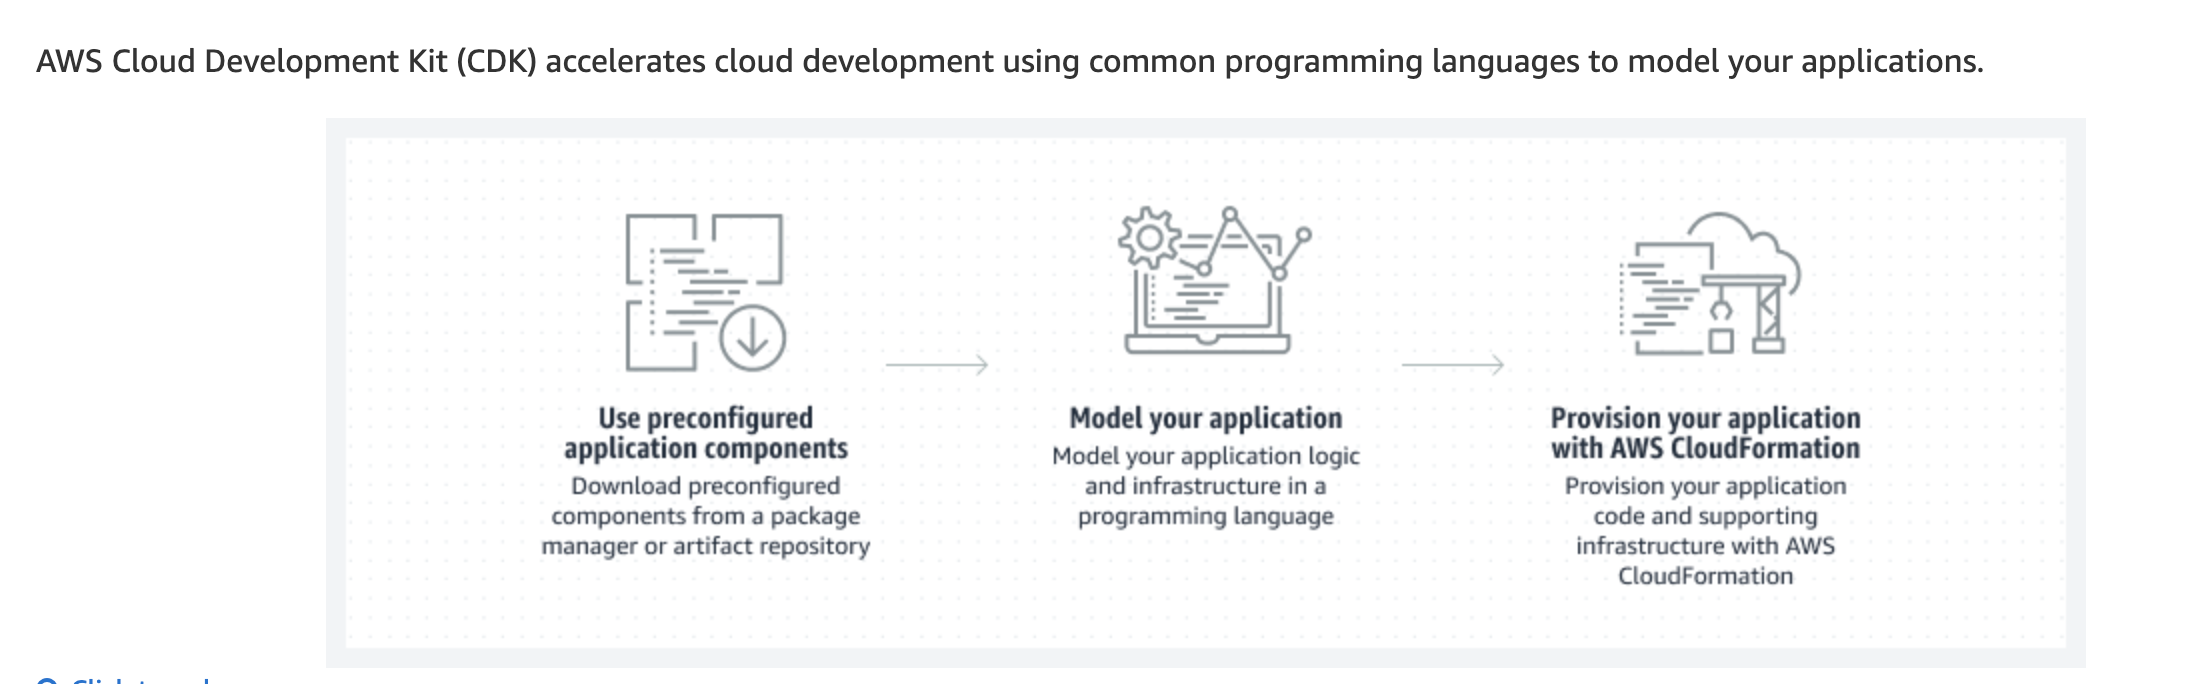 AWS Cloud Development Kit (CDK) accelerates cloud development using common programming languages to model your applications.
Use preconfigured
application components
Download preconfigured
components from a package
manager or artifact repository
Model your application
Model your application logic
and infrastructure in a
programming language
Provision your application
with AWS CloudFormation
Provision your application
code and supporting
infrastructure with AWS
CloudFormation